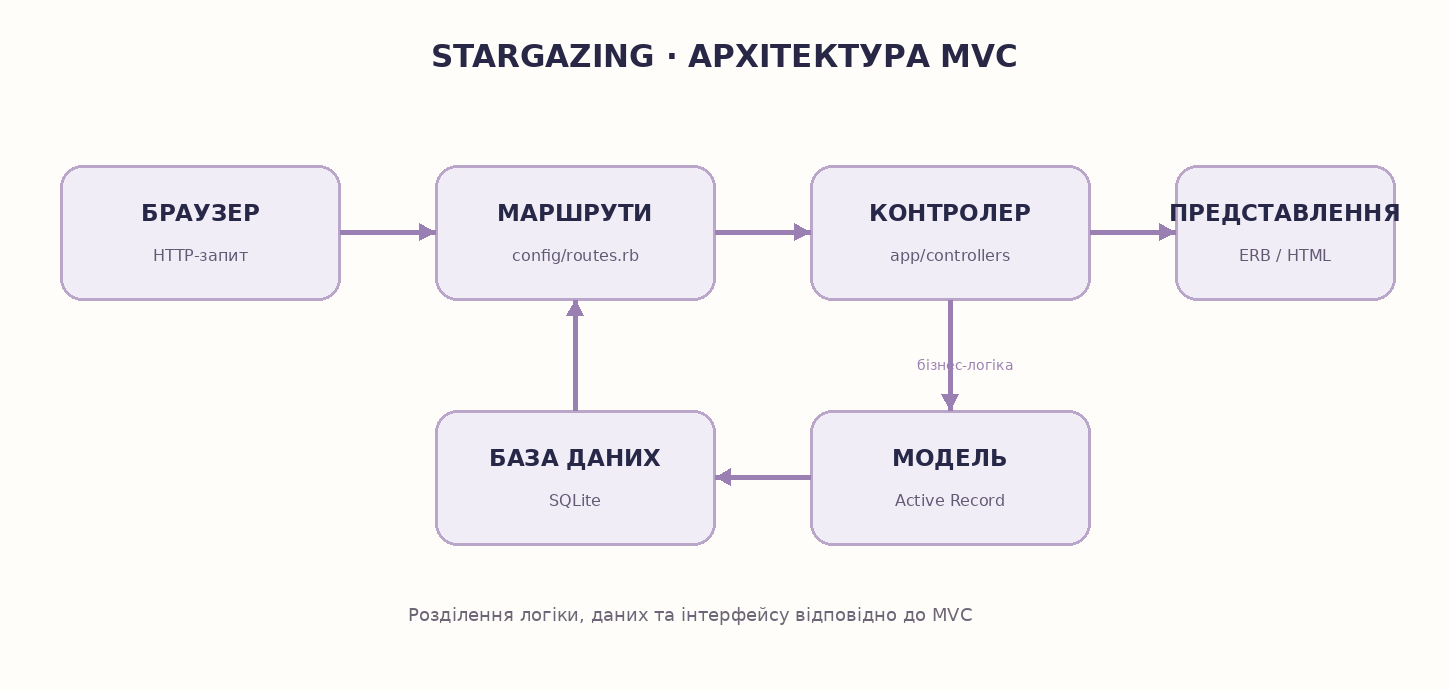 STARGAZING · АРХІТЕКТУРА MVC
БРАУЗЕР
HTTP-запит
МАРШРУТИ
config/routes.rb
КОНТРОЛЕР
app/controllers
ПРЕДСТАВЛЕННЯ
ERB / HTML
бізнес-логіка
БАЗА ДАНИХ
SQLite
МОДЕЛЬ
Active Record
Розділення логіки, даних та інтерфейсу відповідно до MVC